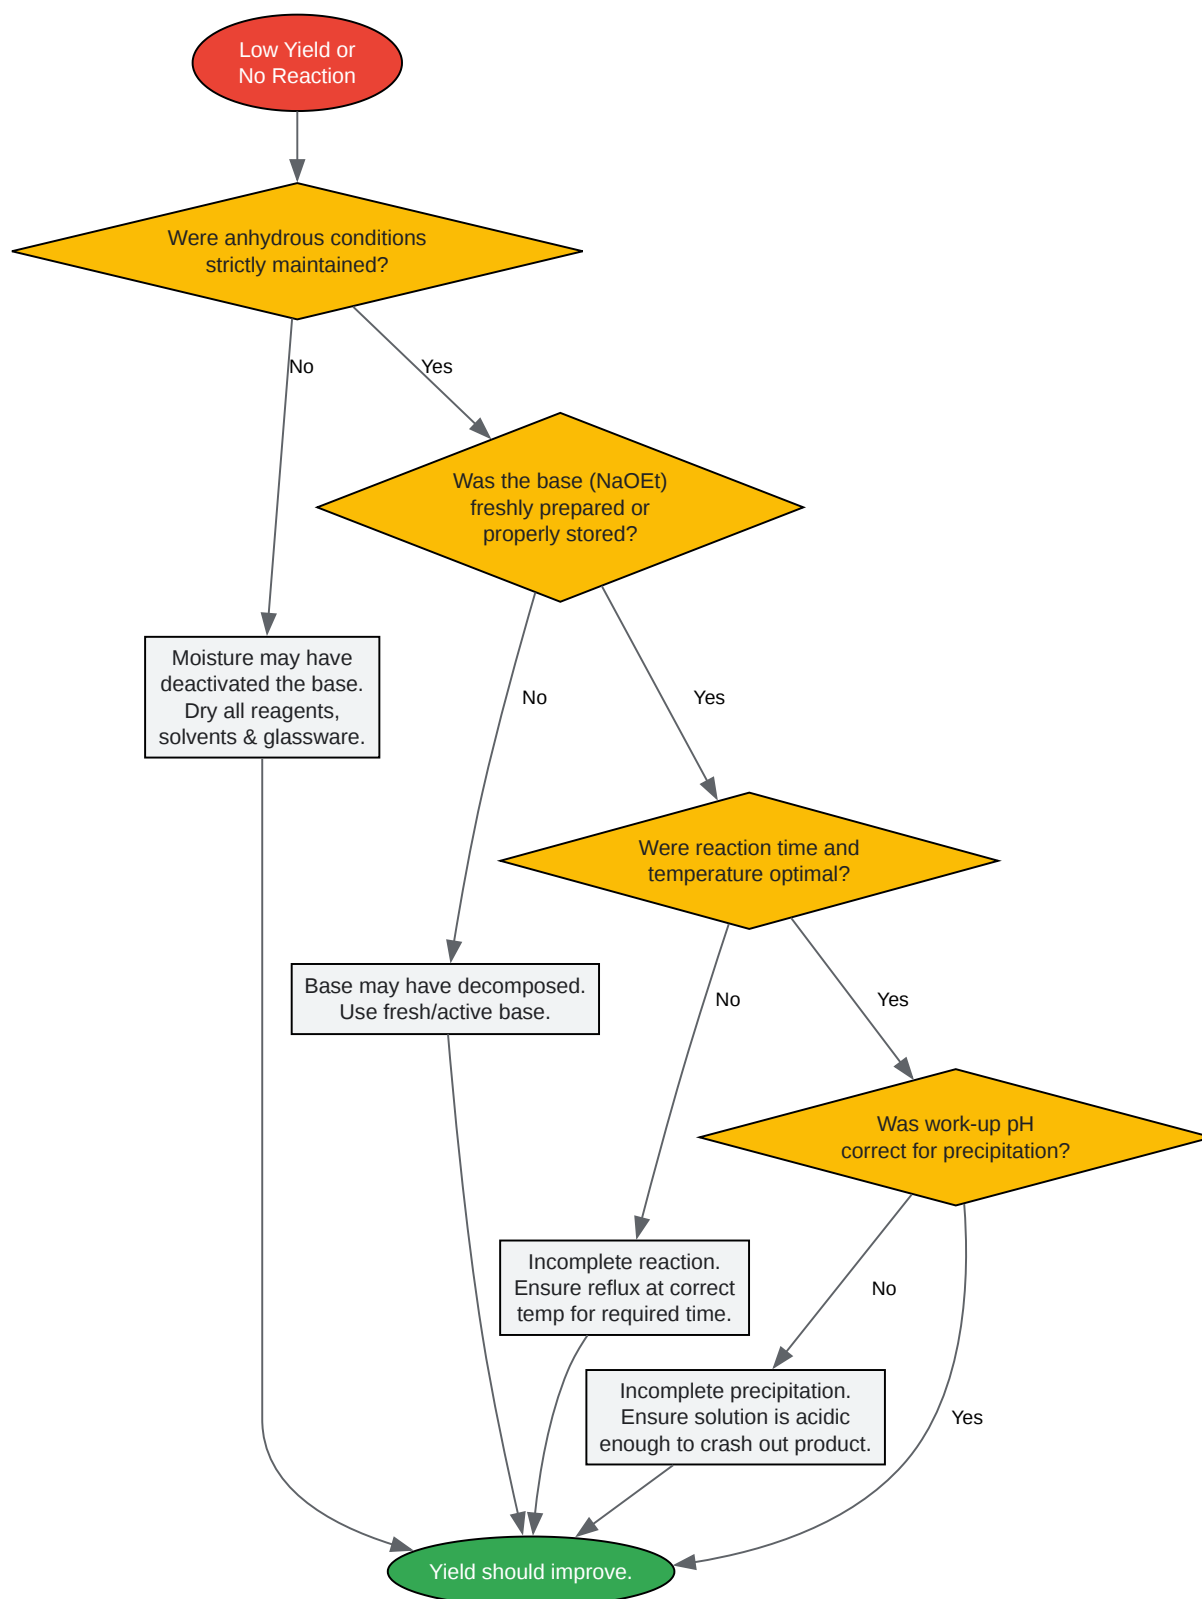 Low Yield or
No Reaction
Were anhydrous conditions
strictly maintained?
No
Yes
Was the base (NaOEt)
freshly prepared or
properly stored?
Moisture may have
deactivated the base.
Dry all reagents,
solvents & glassware.
No
Yes
Were reaction time and
temperature optimal?
Base may have decomposed.
Use fresh/active base.
No
Yes
Was work-up pH
correct for precipitation?
Incomplete reaction.
Ensure reflux at correct
temp for required time.
No
Incomplete precipitation.
Ensure solution is acidic
enough to crash out product.
Yes
Yield should improve.